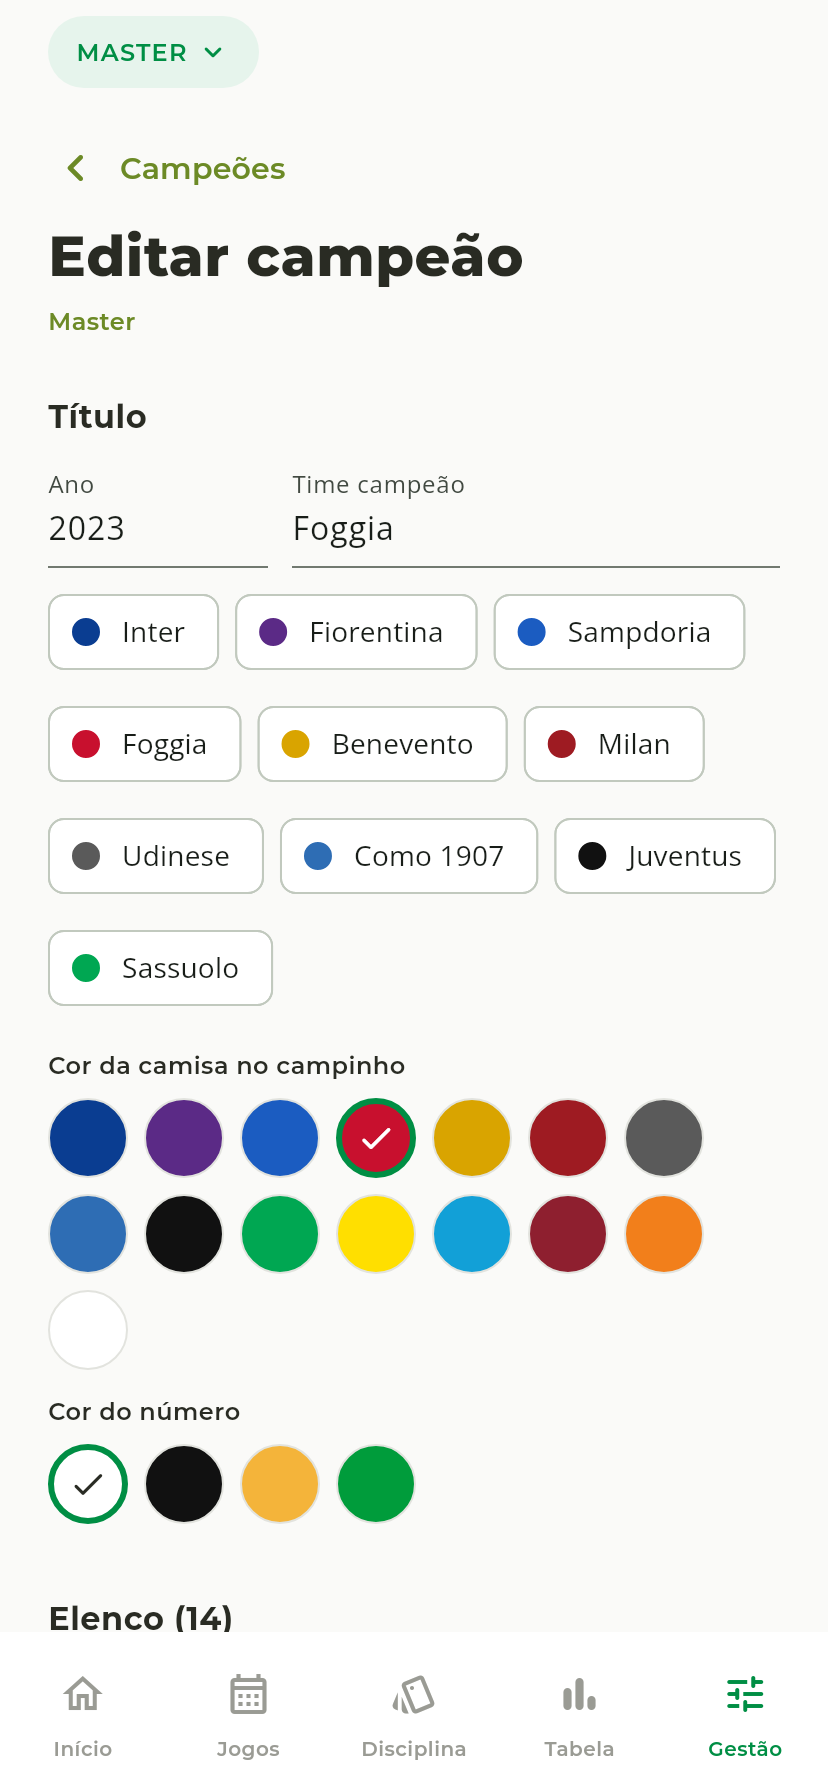 MASTER
Campeões
Editar campeão
Master
Título
Ano Time campeão
2023 Foggia
Inter Fiorentina Sampdoria
Foggia Benevento Milan
Udinese Como 1907 Juventus
Sassuolo
Cor da camisa no campinho
Cor do número
Elenco (14)
Início Jogos Disciplina Tabela Gestão